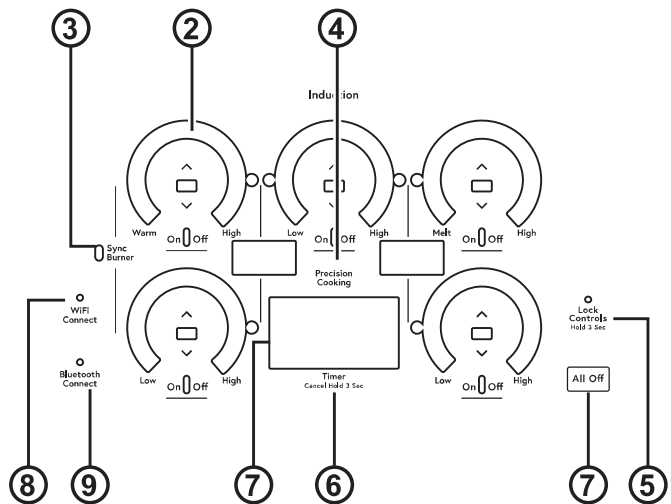 3
2
4
Induction
Warm
High
Low
High
Melt
High
On Off
On Off
On Off
Sync
Burner
Precision
Cooking
WiFi
Connect
Lock
Controls
Hold 3 Sec
Bluetooth
Connect
Low
High
Timer
Cancel Hold 3 Sec
Low
High
All Off
On Off
On Off
8
9
7
6
7
5